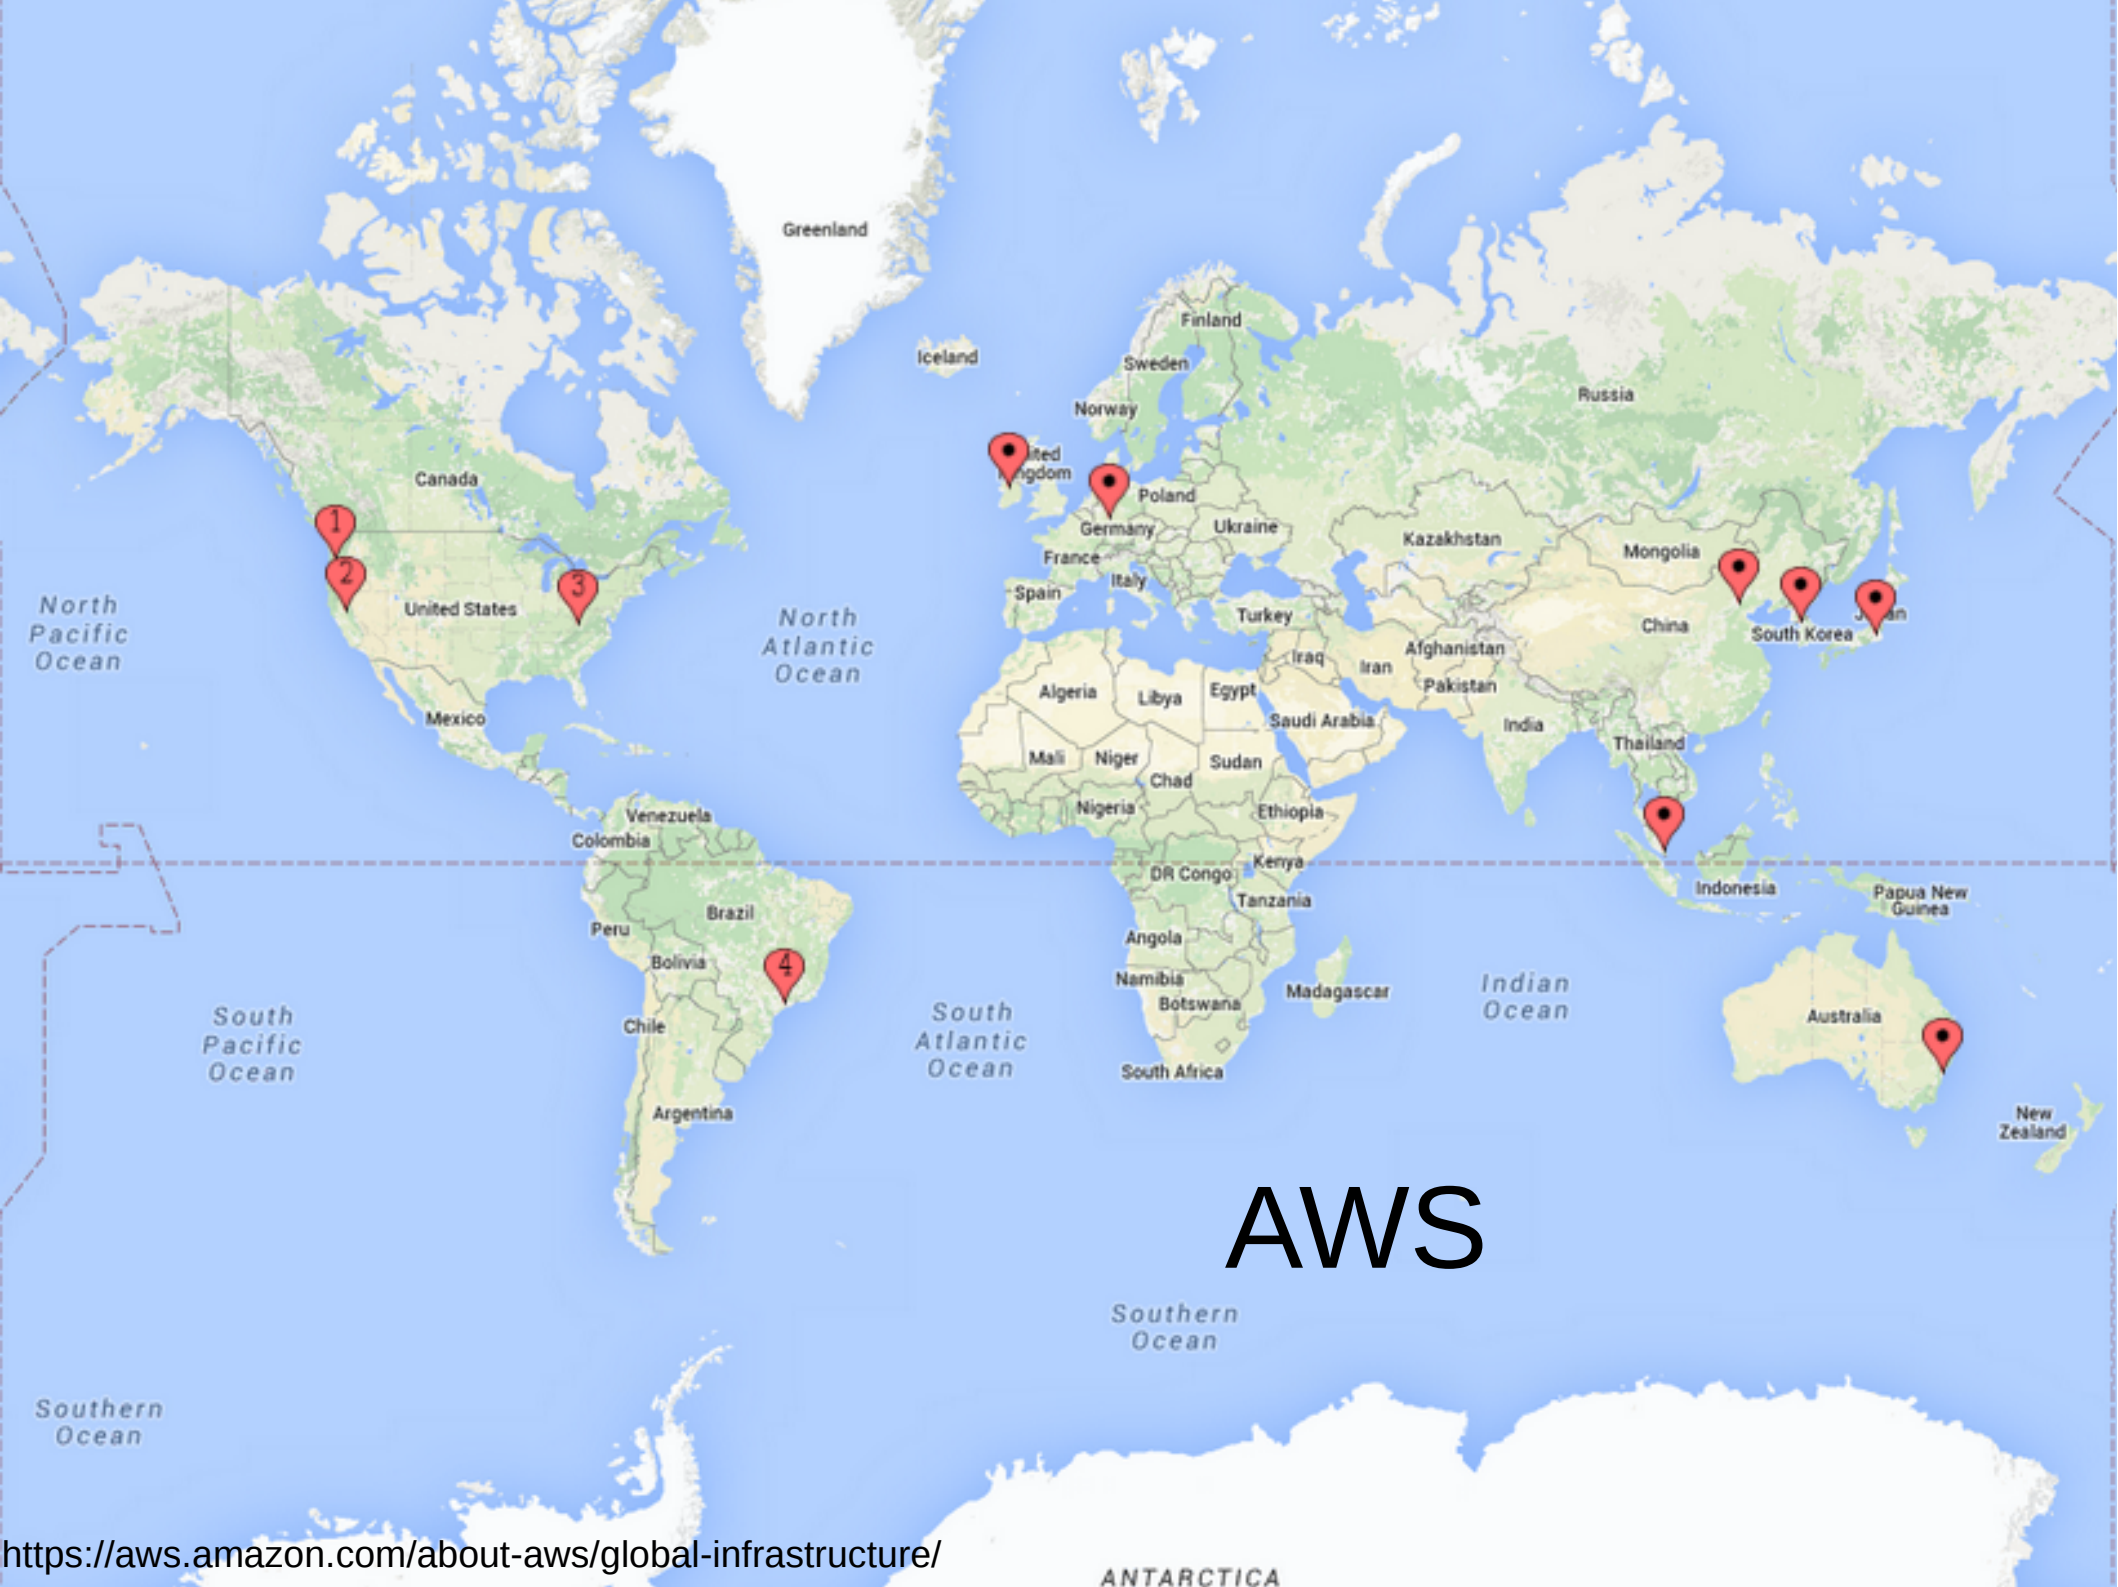 Greenland
Iceland
Finland
Sweden
Norway
Russia
Canada
United
Kingdom
Poland
Germany
Ukraine
France
Kazakhstan
Mongolia
1
2
3
Italy
Spain
United States
Turkey
China
South Korea
Japan
North
Pacific
Ocean
North
Atlantic
Ocean
Iraq
Iran
Afghanistan
Pakistan
Algeria
Libya
Egypt
Saudi Arabia
India
Mexico
Thailand
Mali
Niger
Chad
Sudan
Nigeria
Ethiopia
Venezuela
Colombia
Kenya
DR Congo
Tanzania
Indonesia
Papua New
Guinea
Brazil
Peru
Bolivia
4
Angola
Namibia
Botswana
Madagascar
Indian
Ocean
Australia
South
Pacific
Ocean
Chile
South
Atlantic
Ocean
South Africa
Argentina
New
Zealand
AWS
Southern
Ocean
Southern
Ocean
https://aws.amazon.com/about-aws/global-infrastructure/
ANTARCTICA